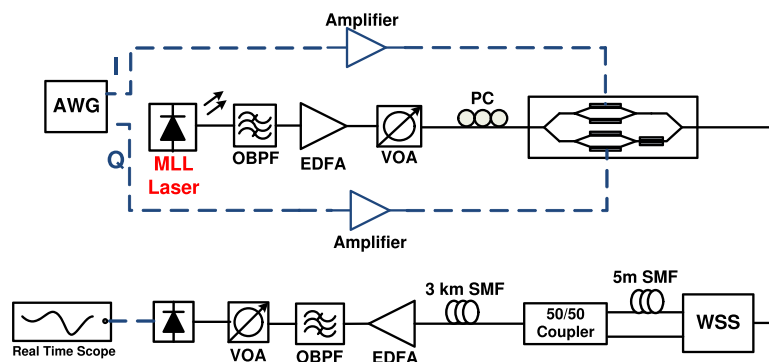 Amplifier
I
AWG
PC
OBPF
EDFA
VOA
MLL
Laser
Q
Amplifier
3 km SMF
5m SMF
50/50
Coupler
WSS
Real Time Scope
VOA
OBPF
EDFA